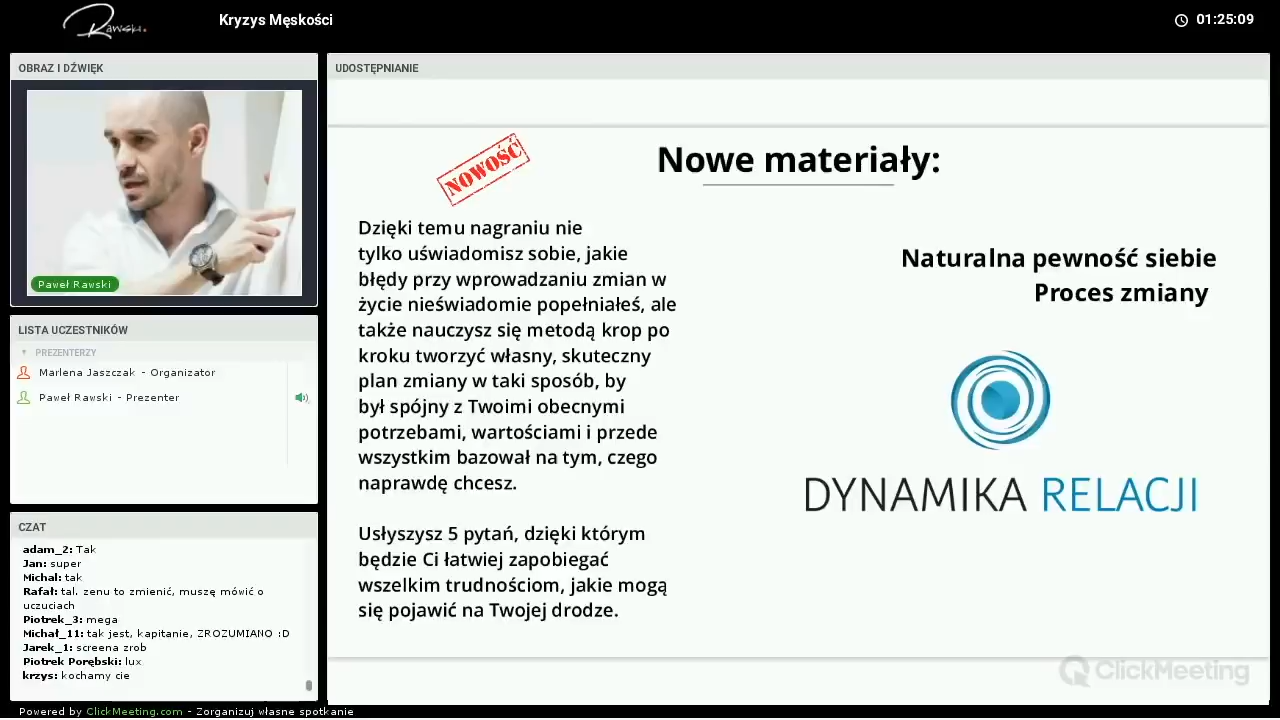 Rawski.
Kryzys Męskości
01:25:09
OBRAZ I DŹWIĘK
Paweł Rawski
LISTA UCZESTNIKÓW
PREZENTERZY
Marlena Jaszczak - Organizator
Paweł Rawski - Prezenter
CZAT
adam_2: Tak
Jan: super
Michal: tak
Rafał: tal. zenu to zmienić, muszę mówić o
uczuciach
Piotrek_3: mega
Michał_11: tak jest, kapitanie, ZROZUMIANO :D
Jarek_1: screena zrob
Piotrek Porębski: lux
krzys: kochamy cie
Powered by ClickMeeting.com - Zorganizuj własne spotkanie
UDOSTĘPNIANIE
NOWOŚĆ
Nowe materiały:
Dzięki temu nagraniu nie
tylko uświadomisz sobie, jakie
błędy przy wprowadzaniu zmian w
życie nieświadomie popełniałeś, ale
także nauczysz się metodą krop po
kroku tworzyć własny, skuteczny
plan zmiany w taki sposób, by
był spójny z Twoimi obecnymi
potrzebami, wartościami i przede
wszystkim bazował na tym, czego
naprawdę chcesz.
Usłyszysz 5 pytań, dzięki którym
będzie Ci łatwiej zapobiegać
wszelkim trudnościom, jakie mogą
się pojawić na Twojej drodze.
Naturalna pewność siebie
Proces zmiany
DYNAMIKA RELACJI
ClickMeeting